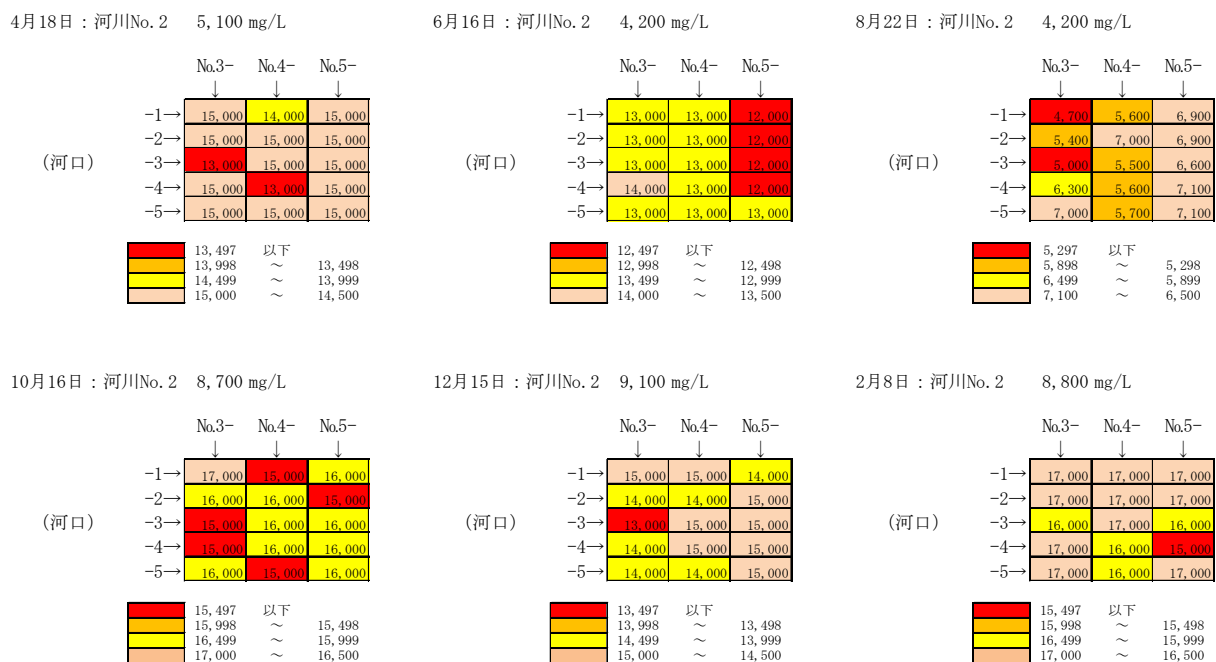 4月18日：河川No.2 5,100 mg/L
No.3- No.4- No.5-
↓ ↓ ↓
-1→ 15,000 14,000 15,000
-2→ 15,000 15,000 15,000
(河口) -3→ 13,000 15,000 15,000
-4→ 15,000 13,000 15,000
-5→ 15,000 15,000 15,000
13,497 以下
13,998 ～ 13,498
14,499 ～ 13,999
15,000 ～ 14,500
6月16日：河川No.2 4,200 mg/L
No.3- No.4- No.5-
↓ ↓ ↓
-1→ 13,000 13,000 12,000
-2→ 13,000 13,000 12,000
(河口) -3→ 13,000 13,000 12,000
-4→ 14,000 13,000 12,000
-5→ 13,000 13,000 13,000
12,497 以下
12,998 ～ 12,498
13,499 ～ 12,999
14,000 ～ 13,500
8月22日：河川No.2 4,200 mg/L
No.3- No.4- No.5-
↓ ↓ ↓
-1→ 4,700 5,600 6,900
-2→ 5,400 7,000 6,900
(河口) -3→ 5,000 5,500 6,600
-4→ 6,300 5,600 7,100
-5→ 7,000 5,700 7,100
5,297 以下
5,898 ～ 5,298
6,499 ～ 5,899
7,100 ～ 6,500
10月16日：河川No.2 8,700 mg/L
No.3- No.4- No.5-
↓ ↓ ↓
-1→ 17,000 15,000 16,000
-2→ 16,000 16,000 15,000
(河口) -3→ 15,000 16,000 16,000
-4→ 15,000 16,000 16,000
-5→ 16,000 15,000 16,000
15,497 以下
15,998 ～ 15,498
16,499 ～ 15,999
17,000 ～ 16,500
12月15日：河川No.2 9,100 mg/L
No.3- No.4- No.5-
↓ ↓ ↓
-1→ 15,000 15,000 14,000
-2→ 14,000 14,000 15,000
(河口) -3→ 13,000 15,000 15,000
-4→ 14,000 15,000 15,000
-5→ 14,000 14,000 15,000
13,497 以下
13,998 ～ 13,498
14,499 ～ 13,999
15,000 ～ 14,500
2月8日：河川No.2 8,800 mg/L
No.3- No.4- No.5-
↓ ↓ ↓
-1→ 17,000 17,000 17,000
-2→ 17,000 17,000 17,000
(河口) -3→ 16,000 17,000 16,000
-4→ 17,000 16,000 15,000
-5→ 17,000 16,000 17,000
15,497 以下
15,998 ～ 15,498
16,499 ～ 15,999
17,000 ～ 16,500